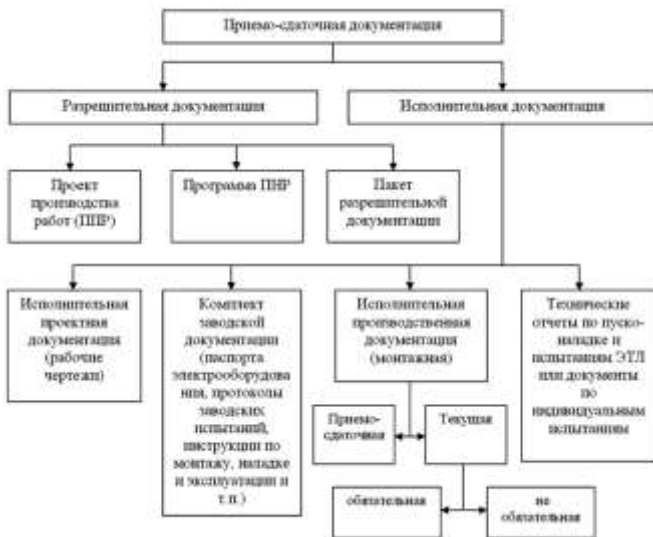 Приемо-сдаточная документация
Разрешительная документация
Исполнительная документация
Проект
производства
работ (ППР)
Программа ПНР
Пакет
разрешительной
документации
Исполнительная
проектная
документация
(рабочие
чертежи)
Комплект
заводской
документации
(паспорта
электрооборудова
ния, протоколы
заводских
испытаний,
инструкции по
монтажу, наладке
и эксплуатации и
т.п.)
Исполнительная
производственная
документация
(монтажная)
Технические
отчеты по пуско-
наладке и
испытаниям ЭТЛ
или документы
по
индивидуальным
испытаниям
Приемо-
сдаточная
Текущая
обязательная
не
обязательная